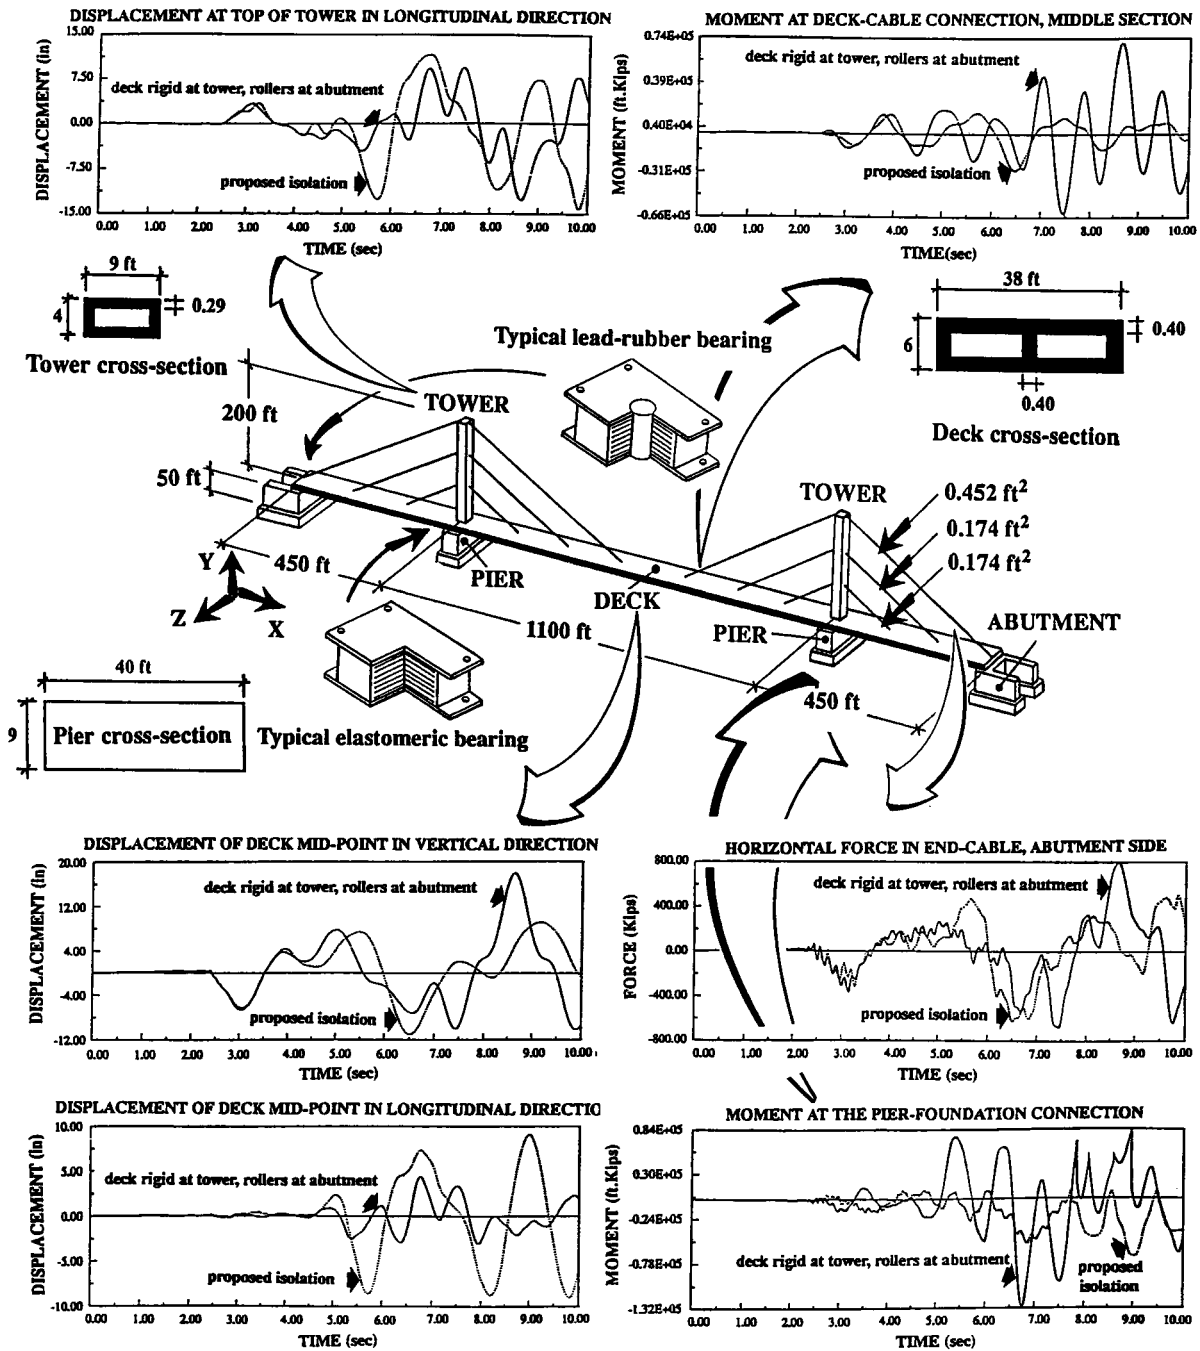 DISPLACEMENT AT TOP OF TOWER IN LONGITUDINAL DIRECTION
15.00
7.50
0.00
-7.50
-15.00
DISPLACEMENT (in)
deck rigid at tower, rollers at abutment
proposed isolation
0.00 1.00 2.00 3.00 4.00 5.00 6.00 7.00 8.00 9.00 10.00
TIME (sec)
MOMENT AT DECK-CABLE CONNECTION, MIDDLE SECTION
0.74E+05
0.39E+05
0.40E+04
-0.31E+05
-0.66E+05
MOMENT (ft.Kips)
deck rigid at tower, rollers at abutment
proposed isolation
0.00 1.00 2.00 3.00 4.00 5.00 6.00 7.00 8.00 9.00 10.00
TIME(sec)
9 ft
4
0.29
Tower cross-section
Typical lead-rubber bearing
38 ft
6
0.40
0.40
Deck cross-section
200 ft
50 ft
TOWER
TOWER
0.452 ft²
0.174 ft²
0.174 ft²
Y
Z
X
450 ft
PIER
DECK
1100 ft
PIER
ABUTMENT
450 ft
40 ft
9
Pier cross-section
Typical elastomeric bearing
DISPLACEMENT OF DECK MID-POINT IN VERTICAL DIRECTION
20.00
12.00
4.00
-4.00
-12.00
DISPLACEMENT (in)
deck rigid at tower, rollers at abutment
proposed isolation
0.00 1.00 2.00 3.00 4.00 5.00 6.00 7.00 8.00 9.00 10.00
TIME (sec)
HORIZONTAL FORCE IN END-CABLE, ABUTMENT SIDE
800.00
400.00
0.00
-400.00
-800.00
FORCE (Kips)
deck rigid at tower, rollers at abutment
proposed isolation
0.00 1.00 2.00 3.00 4.00 5.00 6.00 7.00 8.00 9.00 10.00
TIME (sec)
DISPLACEMENT OF DECK MID-POINT IN LONGITUDINAL DIRECTIO
10.00
5.00
0.00
-5.00
-10.00
DISPLACEMENT (in)
deck rigid at tower, rollers at abutment
proposed isolation
0.00 1.00 2.00 3.00 4.00 5.00 6.00 7.00 8.00 9.00 10.00
TIME (sec)
MOMENT AT THE PIER-FOUNDATION CONNECTION
0.84E+05
0.30E+05
-0.24E+05
-0.78E+05
-1.32E+05
MOMENT (ft.Kips)
deck rigid at tower, rollers at abutment
proposed
isolation
0.00 1.00 2.00 3.00 4.00 5.00 6.00 7.00 8.00 9.00 10.00
TIME (sec)